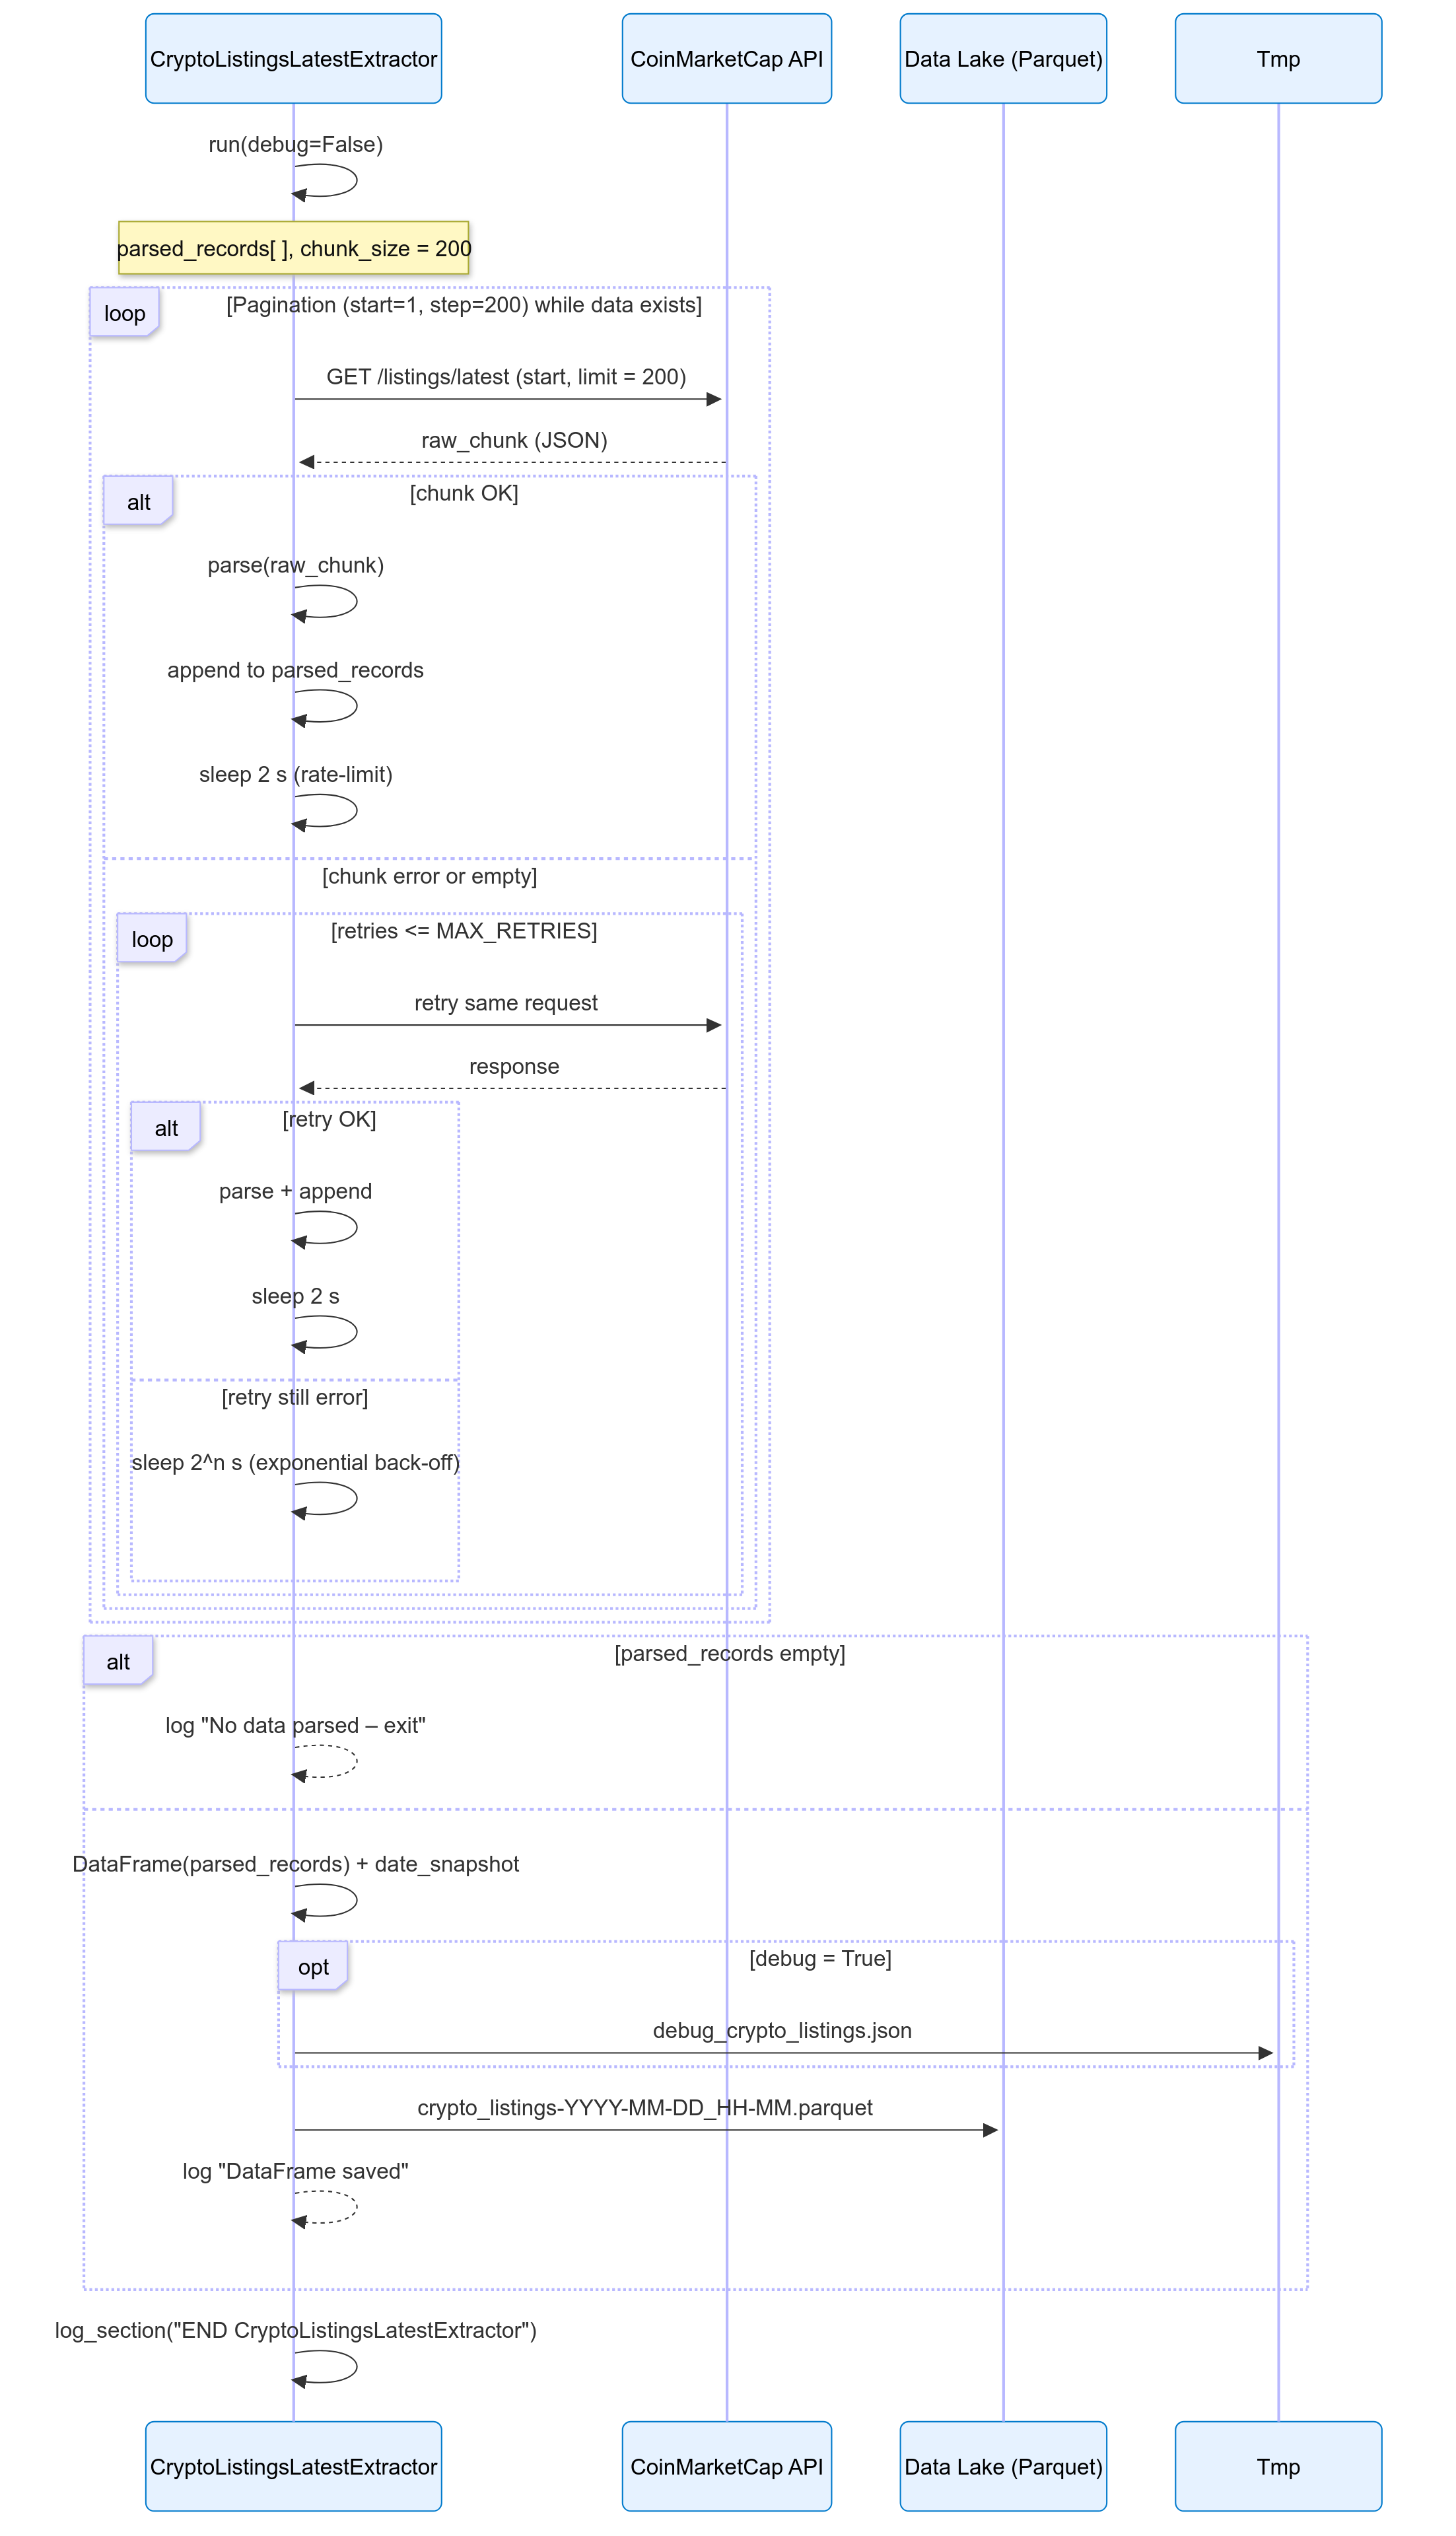 CryptoListingsLatestExtractor
CoinMarketCap API
Data Lake (Parquet)
Tmp
run(debug=False)
parsed_records[ ], chunk_size = 200
loop
[Pagination (start=1, step=200) while data exists]
GET /listings/latest (start, limit = 200)
raw_chunk (JSON)
alt
[chunk OK]
parse(raw_chunk)
append to parsed_records
sleep 2 s (rate-limit)
[chunk error or empty]
loop
[retries <= MAX_RETRIES]
retry same request
response
alt
[retry OK]
parse + append
sleep 2 s
[retry still error]
sleep 2^n s (exponential back-off)
alt
[parsed_records empty]
log "No data parsed – exit"
DataFrame(parsed_records) + date_snapshot
opt
[debug = True]
debug_crypto_listings.json
crypto_listings-YYYY-MM-DD_HH-MM.parquet
log "DataFrame saved"
log_section("END CryptoListingsLatestExtractor")
CryptoListingsLatestExtractor
CoinMarketCap API
Data Lake (Parquet)
Tmp